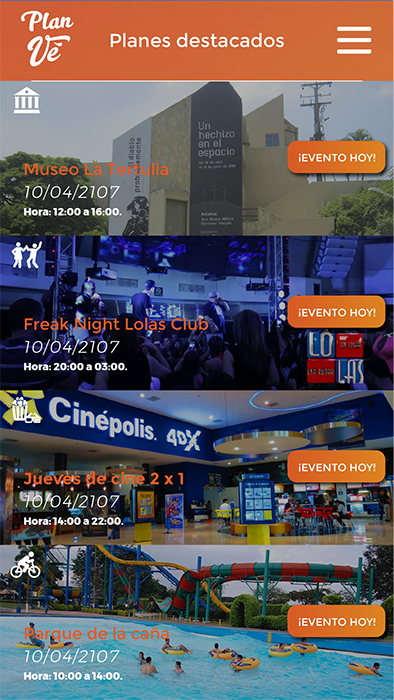 Plan
Vé
Planes destacados
Un
hechizo
en el
espacio
Museo La Tertulia
10/04/2107
Hora: 12:00 a 16:00.
¡EVENTO HOY!
Freak Night Lolas Club
10/04/2107
Hora: 20:00 a 03:00.
¡EVENTO HOY!
LO
LAS
Cinépolis. 4DX
Jueves de cine 2 x 1
10/04/2107
Hora: 14:00 a 22:00.
¡EVENTO HOY!
Parque de la caña
10/04/2107
Hora: 10:00 a 14:00.
¡EVENTO HOY!